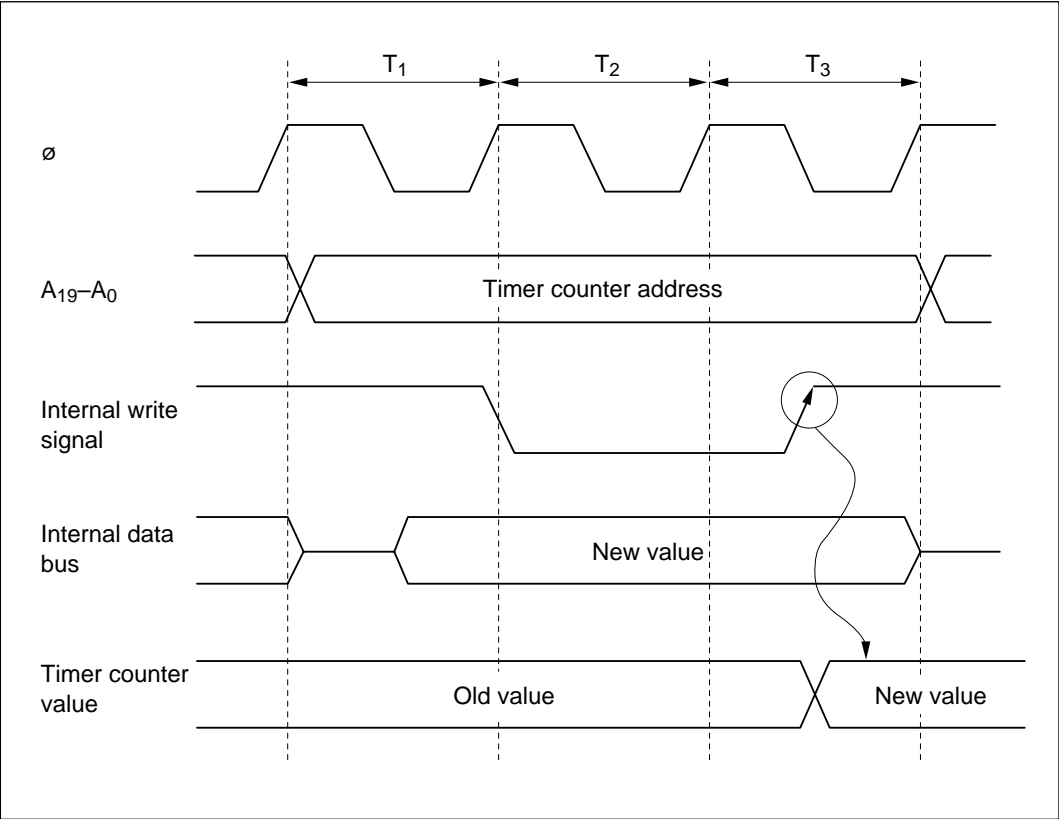 T1 T2 T3
ø
A19–A0
Timer counter address
Internal write
signal
Internal data
bus
New value
Timer counter
value
Old value
New value